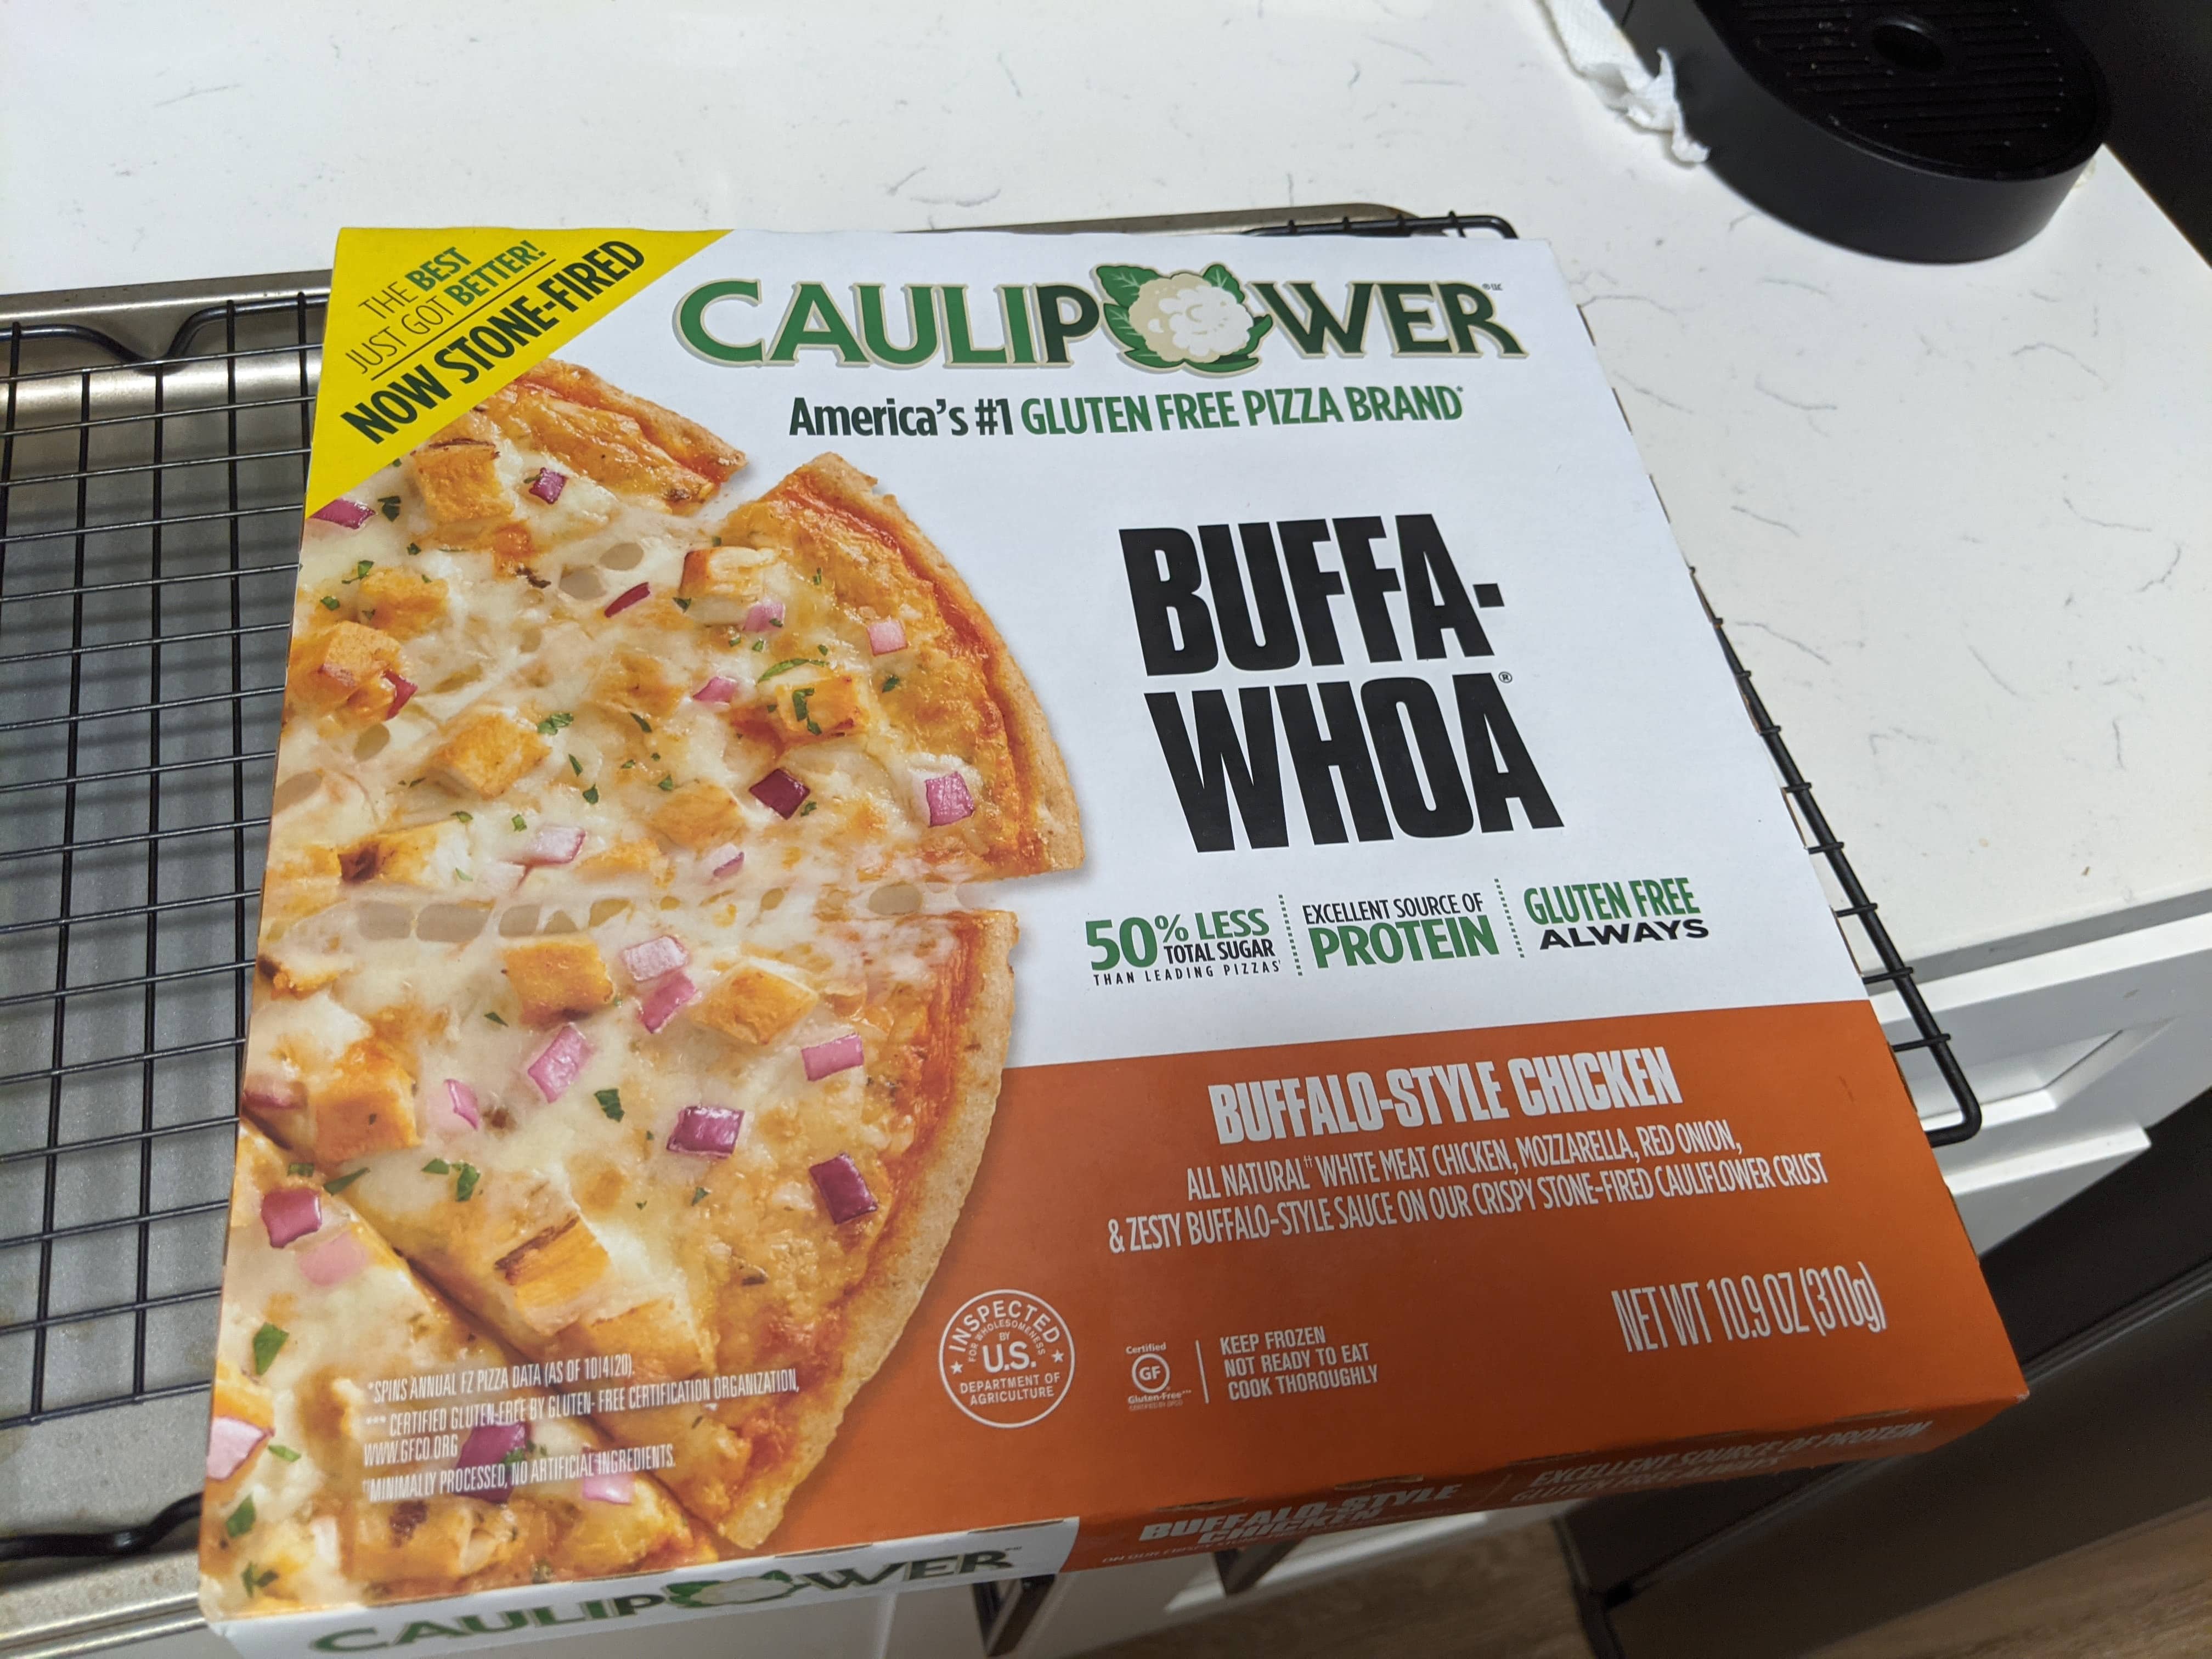 THE BEST
JUST GOT BETTER!
NOW STONE-FIRED
CAULIPOWER
America's #1 GLUTEN FREE PIZZA BRAND*
BUFFA-
WHOA®
50% LESS
TOTAL SUGAR
THAN LEADING PIZZAS
EXCELLENT SOURCE OF
PROTEIN
GLUTEN FREE
ALWAYS
BUFFALO-STYLE CHICKEN
ALL NATURAL†† WHITE MEAT CHICKEN, MOZZARELLA, RED ONION,
& ZESTY BUFFALO-STYLE SAUCE ON OUR CRISPY STONE-FIRED CAULIFLOWER CRUST
INSPECTED
FOR WHOLESOMENESS
BY
U.S.
DEPARTMENT OF
AGRICULTURE
Certified
GF
Gluten-Free***
KEEP FROZEN
NOT READY TO EAT
COOK THOROUGHLY
NET WT 10.9 OZ (310g)
*SPINS ANNUAL FZ PIZZA DATA (AS OF 10|4|20).
*** CERTIFIED GLUTEN-FREE BY GLUTEN- FREE CERTIFICATION ORGANIZATION,
WWW.GFCO.ORG
††MINIMALLY PROCESSED, NO ARTIFICIAL INGREDIENTS.
CAULIPOWER™
BUFFALO-STYLE
CHICKEN
EXCELLENT SOURCE OF PROTEIN